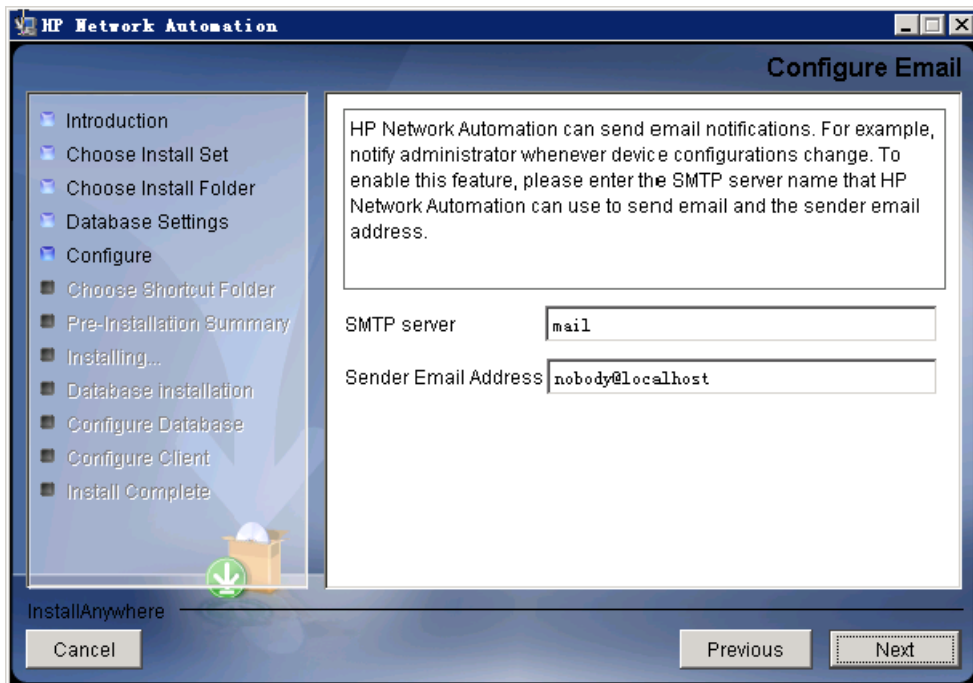 HP Network Automation
Configure Email
Introduction
Choose Install Set
Choose Install Folder
Database Settings
Configure
Choose Shortcut Folder
Pre-Installation Summary
Installing...
Database installation
Configure Database
Configure Client
Install Complete
HP Network Automation can send email notifications. For example,
notify administrator whenever device configurations change. To
enable this feature, please enter the SMTP server name that HP
Network Automation can use to send email and the sender email
address.
SMTP server mail
Sender Email Address nobody@localhost
InstallAnywhere
Cancel Previous Next